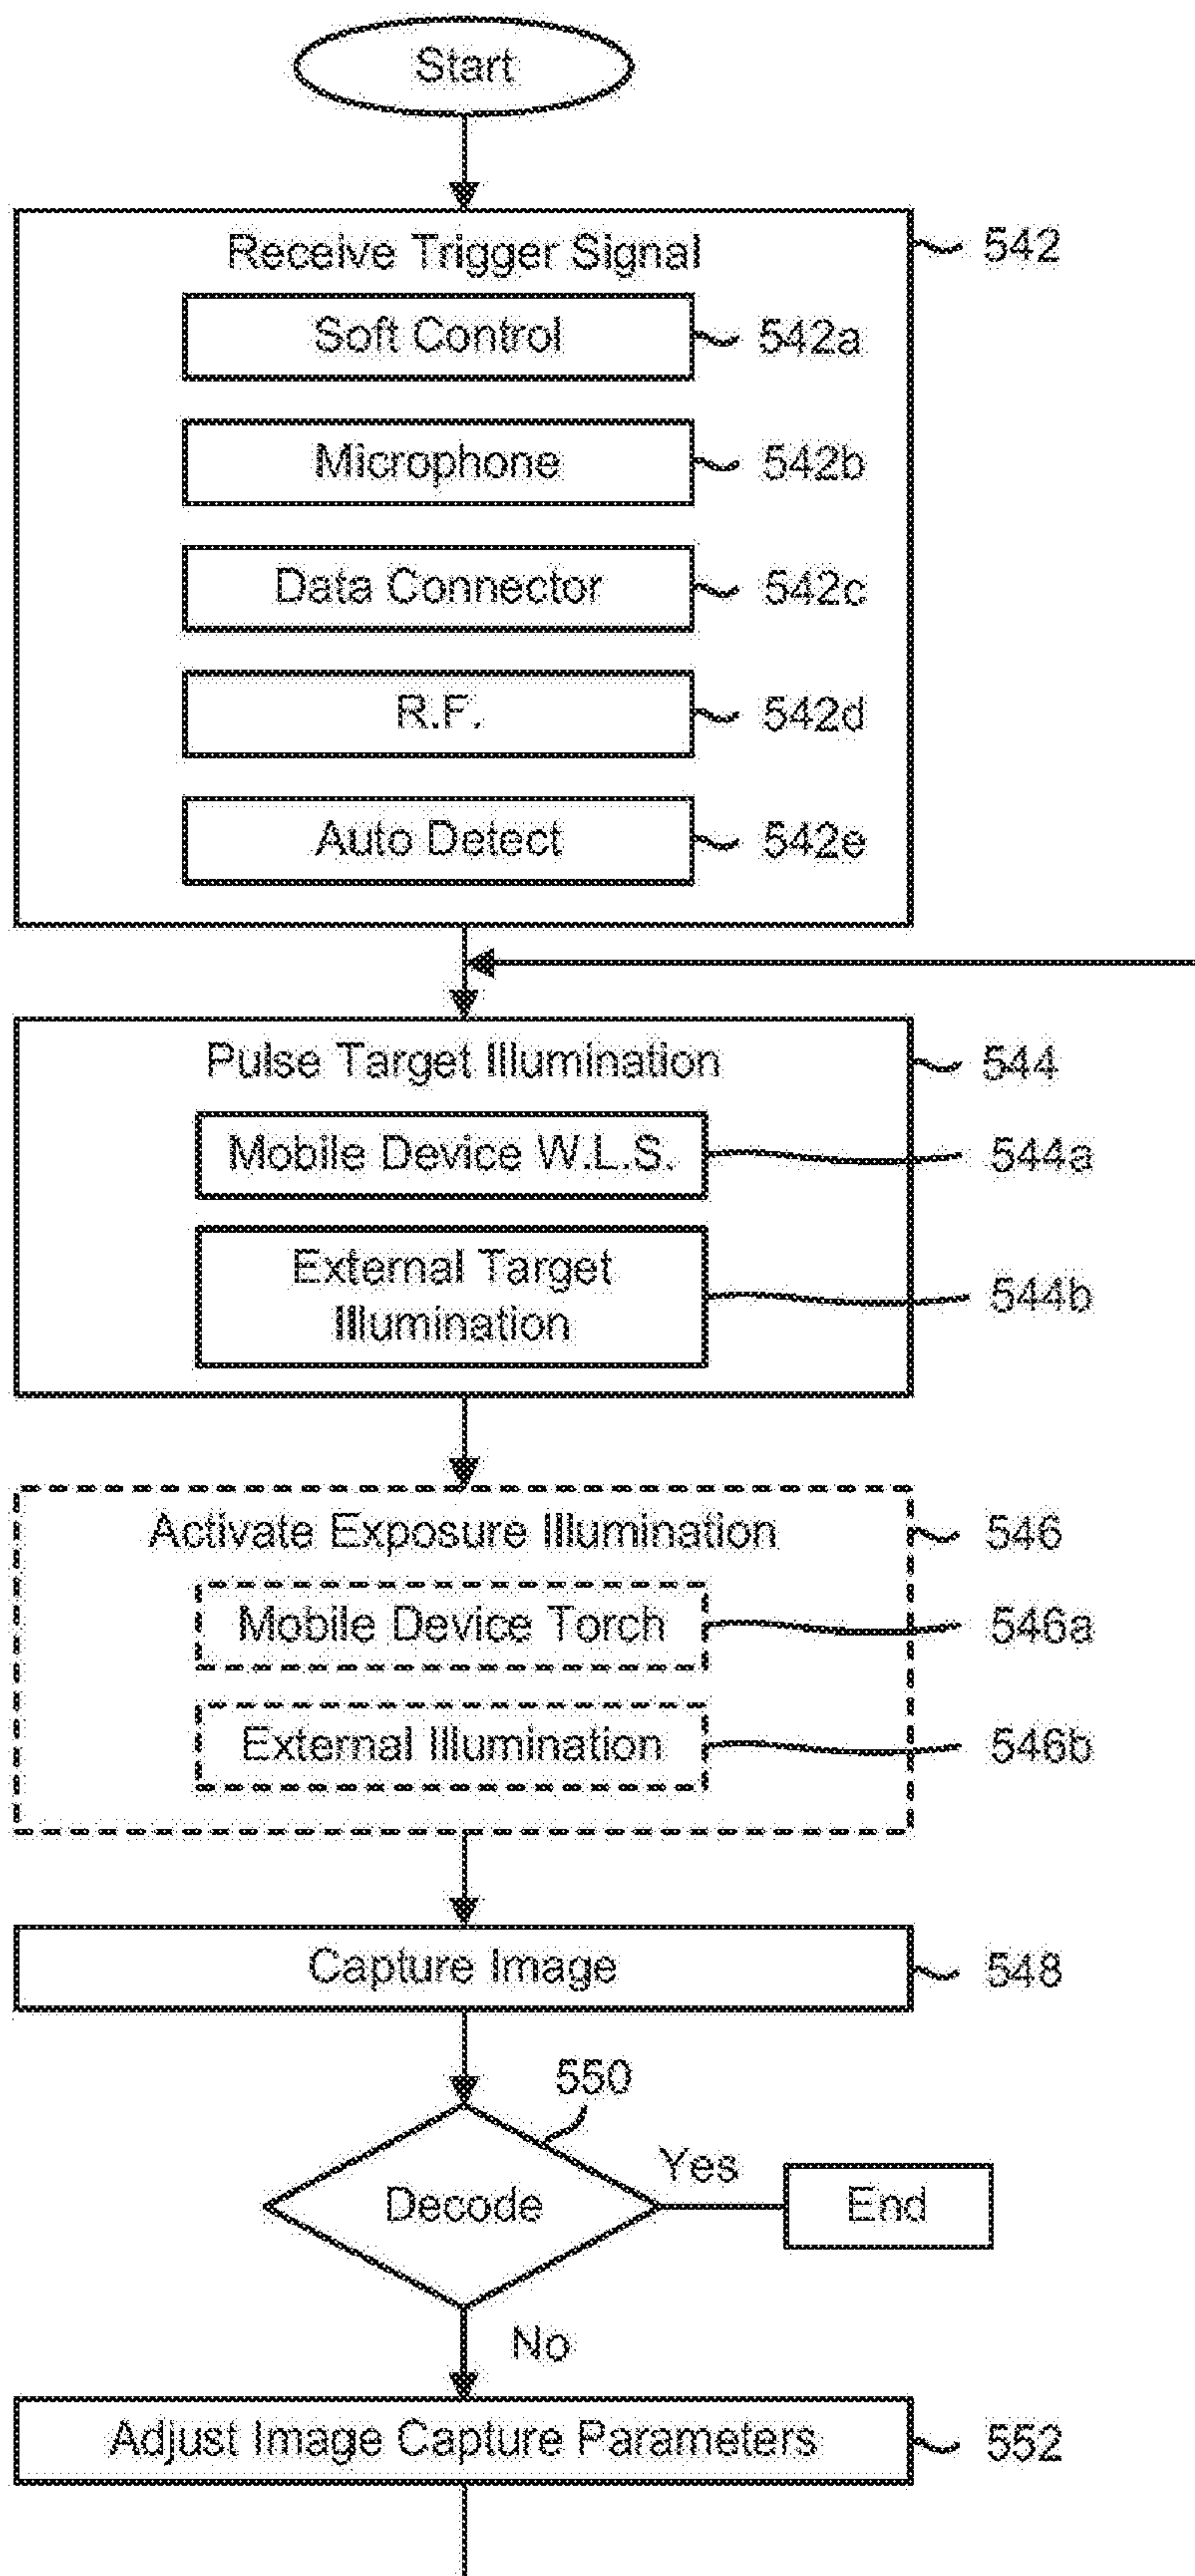 Start
Receive Trigger Signal
542
Soft Control
542a
Microphone
542b
Data Connector
542c
R.F.
542d
Auto Detect
542e
Pulse Target Illumination
544
Mobile Device W.L.S.
544a
External Target
Illumination
544b
Activate Exposure Illumination
546
Mobile Device Torch
546a
External Illumination
546b
Capture Image
548
550
Decode
Yes
End
No
Adjust Image Capture Parameters
552